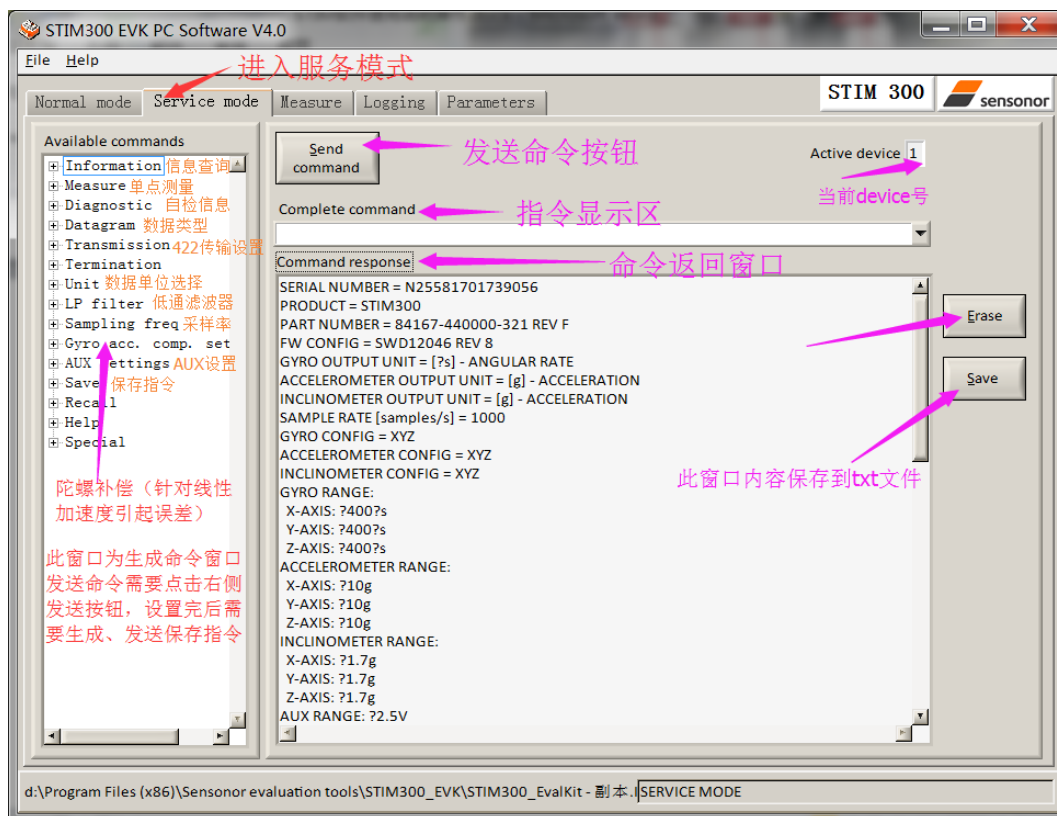 STIM300 EVK PC Software V4.0
File Help
进入服务模式
Normal mode Service mode Measure Logging Parameters
STIM 300 sensonor
Available commands
Information 信息查询
Measure 单点测量
Diagnostic 自检信息
Datagram 数据类型
Transmission 422传输设置
Termination
Unit 数据单位选择
LP filter 低通滤波器
Sampling freq 采样率
Gyro acc. comp. set
AUX settings AUX设置
Save 保存指令
Recall
Help
Special
陀螺补偿(针对线性
加速度引起误差)
此窗口为生成命令窗口
发送命令需要点击右侧
发送按钮，设置完后需
要生成、发送保存指令
Send
command
发送命令按钮
Active device 1
当前device号
Complete command 指令显示区
Command response 命令返回窗口
SERIAL NUMBER = N25581701739056
PRODUCT = STIM300
PART NUMBER = 84167-440000-321 REV F
FW CONFIG = SWD12046 REV 8
GYRO OUTPUT UNIT = [?s] - ANGULAR RATE
ACCELEROMETER OUTPUT UNIT = [g] - ACCELERATION
INCLINOMETER OUTPUT UNIT = [g] - ACCELERATION
SAMPLE RATE [samples/s] = 1000
GYRO CONFIG = XYZ
ACCELEROMETER CONFIG = XYZ
INCLINOMETER CONFIG = XYZ
GYRO RANGE:
X-AXIS: ?400?s
Y-AXIS: ?400?s
Z-AXIS: ?400?s
ACCELEROMETER RANGE:
X-AXIS: ?10g
Y-AXIS: ?10g
Z-AXIS: ?10g
INCLINOMETER RANGE:
X-AXIS: ?1.7g
Y-AXIS: ?1.7g
Z-AXIS: ?1.7g
AUX RANGE: ?2.5V
Erase
Save
此窗口内容保存到txt文件
d:\Program Files (x86)\Sensonor evaluation tools\STIM300_EVK\STIM300_EvalKit - 副本.I SERVICE MODE